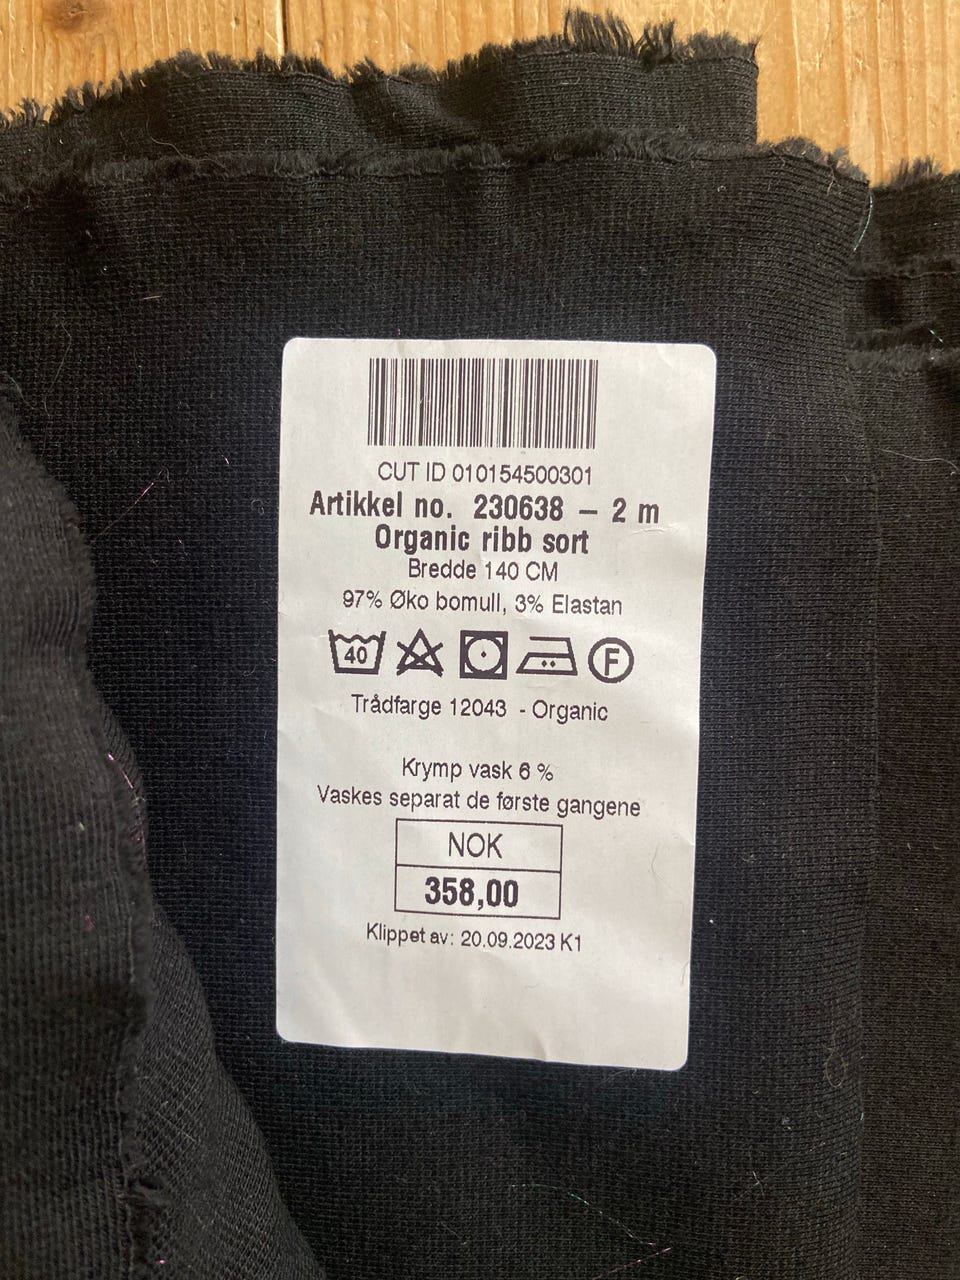 CUT ID 010154500301
Artikkel no. 230638 – 2 m
Organic ribb sort
Bredde 140 CM
97% Øko bomull, 3% Elastan
40 F
Trådfarge 12043 - Organic
Krymp vask 6 %
Vaskes separat de første gangene
NOK
358,00
Klippet av: 20.09.2023 K1